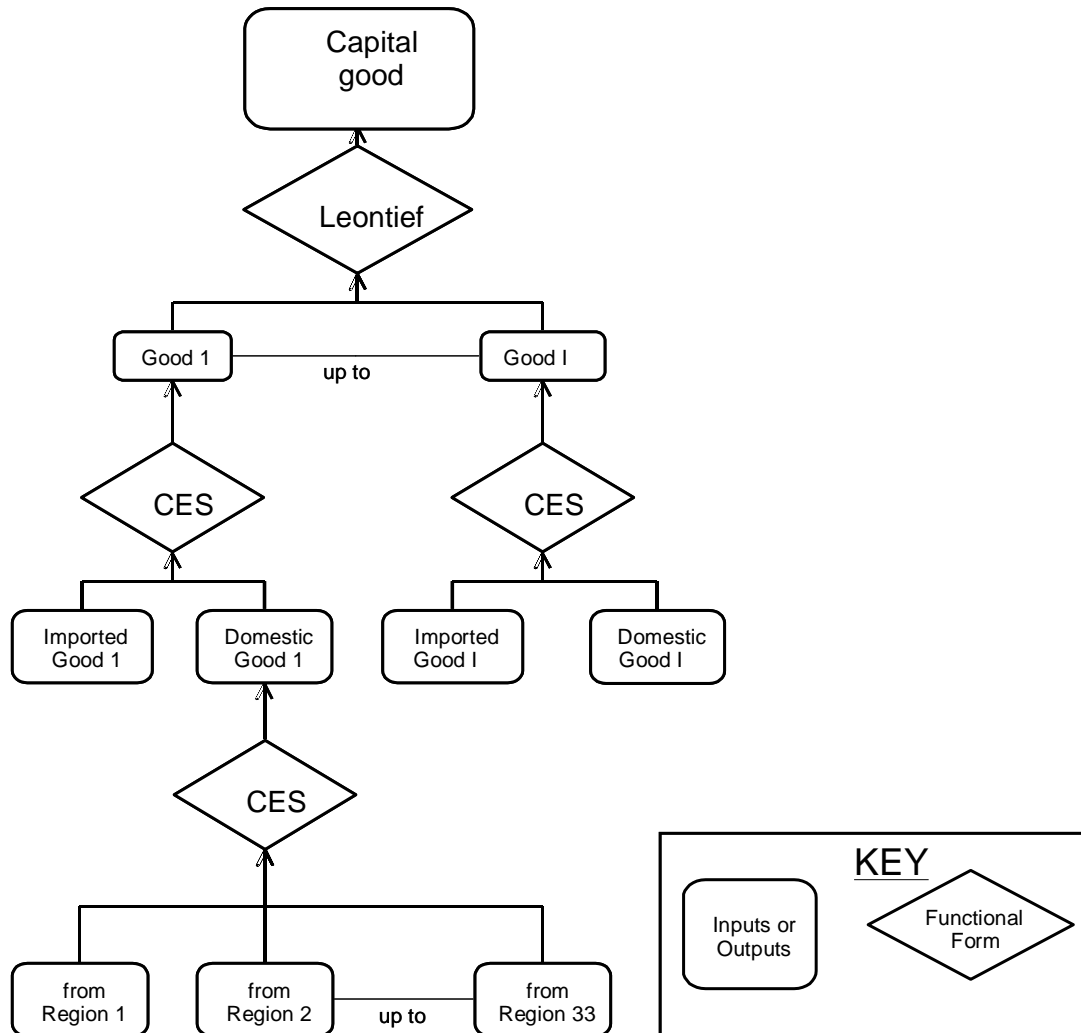 Capital
good
Leontief
Good 1
up to
Good I
CES
CES
Imported
Good 1
Domestic
Good 1
Imported
Good I
Domestic
Good I
CES
KEY
Inputs or
Outputs
Functional
Form
from
Region 1
from
Region 2
up to
from
Region 33